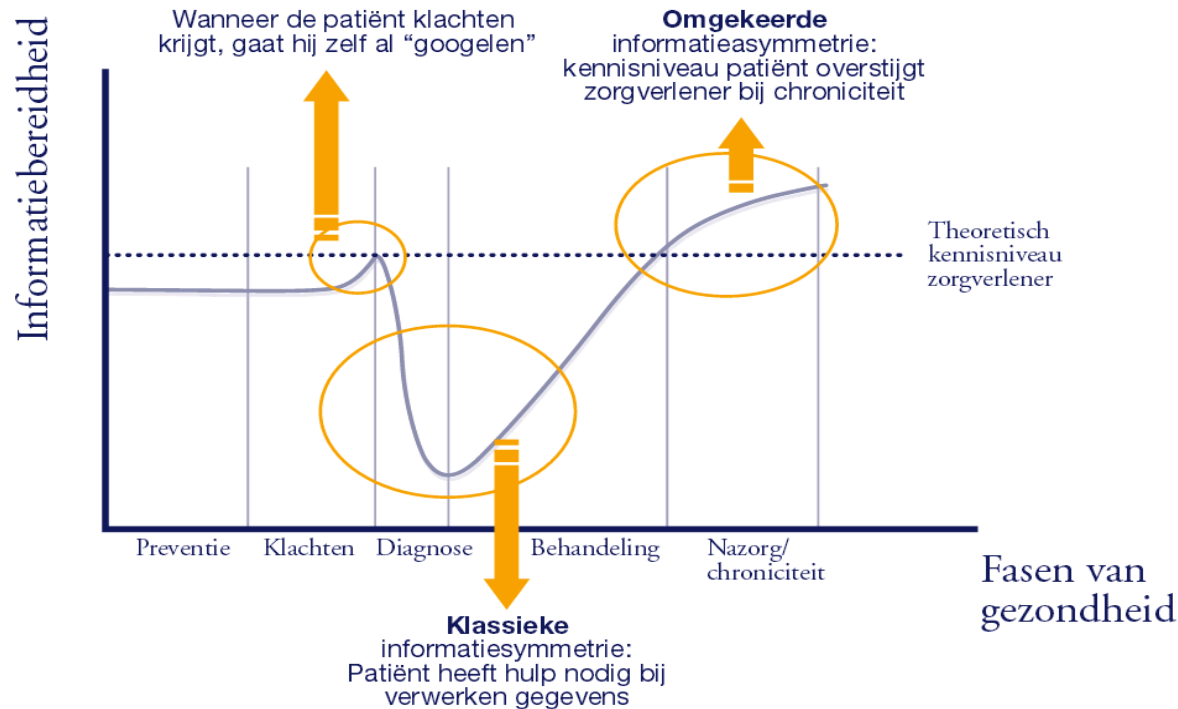 Wanneer de patiënt klachten
krijgt, gaat hij zelf al “googelen”
Omgekeerde
informatieasymmetrie:
kennisniveau patiënt overstijgt
zorgverlener bij chroniciteit
Informatiebereidheid
Theoretisch
kennisniveau
zorgverlener
Preventie
Klachten
Diagnose
Behandeling
Nazorg/
chroniciteit
Fasen van
gezondheid
Klassieke
informatiesymmetrie:
Patiënt heeft hulp nodig bij
verwerken gegevens